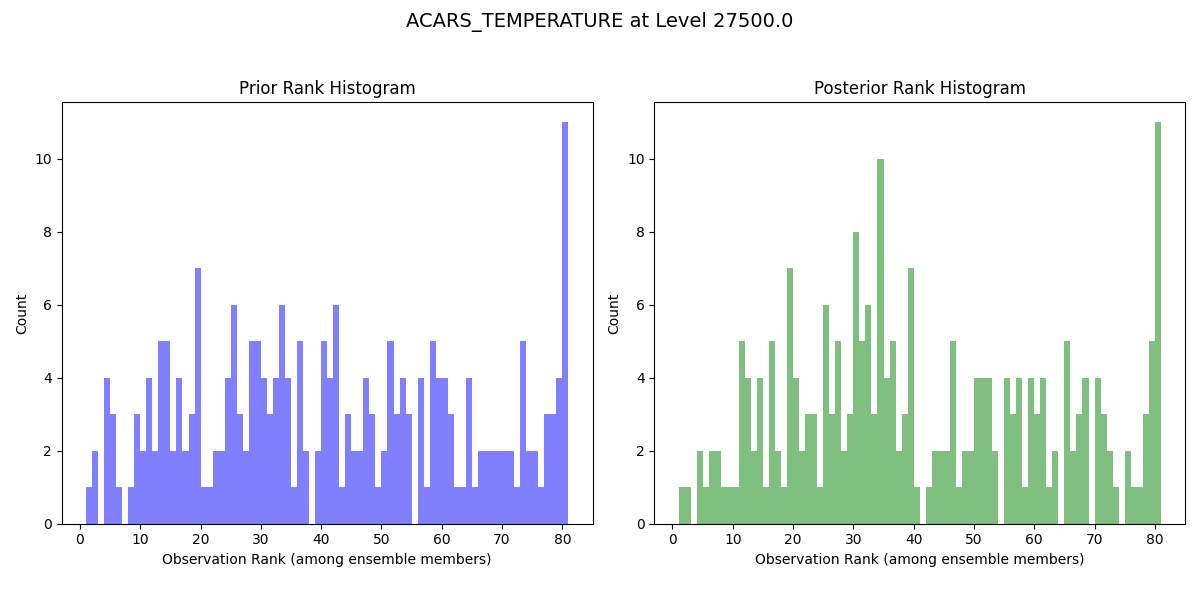 ACARS_TEMPERATURE at Level 27500.0
Prior Rank Histogram
Count
10
8
6
4
2
0
0 10 20 30 40 50 60 70 80
Observation Rank (among ensemble members)
Posterior Rank Histogram
Count
10
8
6
4
2
0
0 10 20 30 40 50 60 70 80
Observation Rank (among ensemble members)